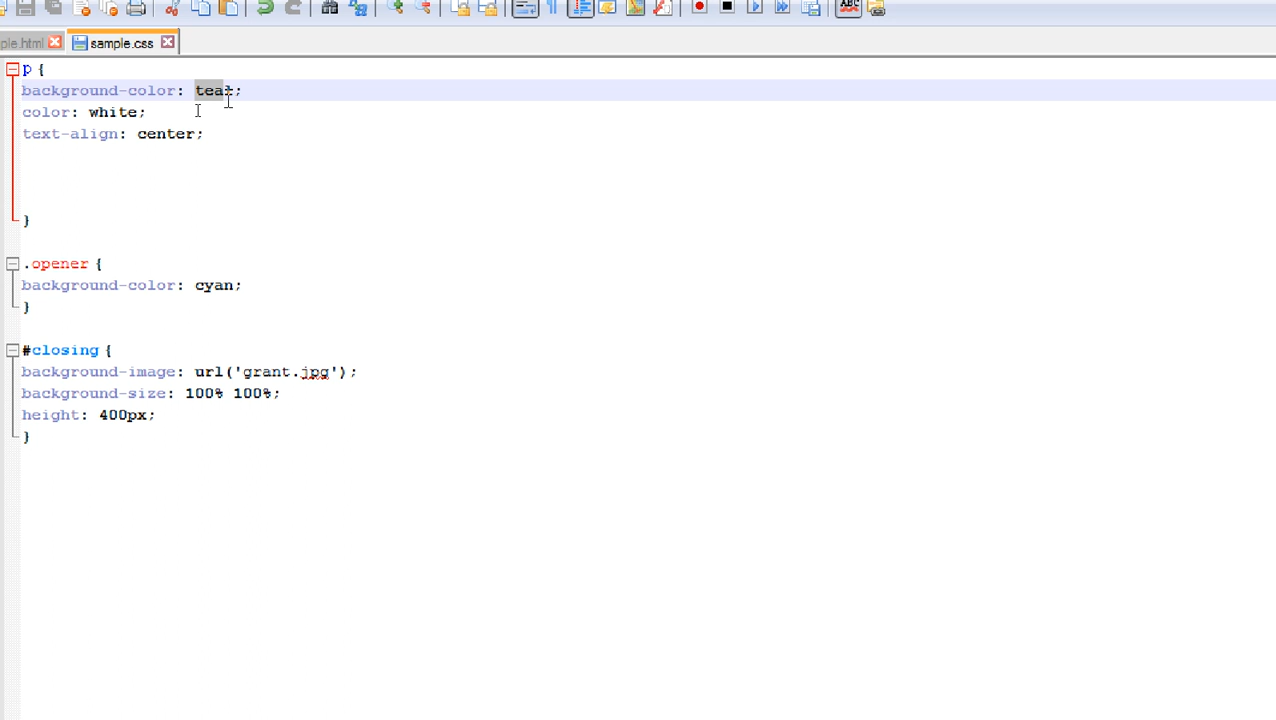 ple.html sample.css
p {
background-color: teal;
color: white;
text-align: center;
}
.opener {
background-color: cyan;
}
#closing {
background-image: url('grant.jpg');
background-size: 100% 100%;
height: 400px;
}
ABC